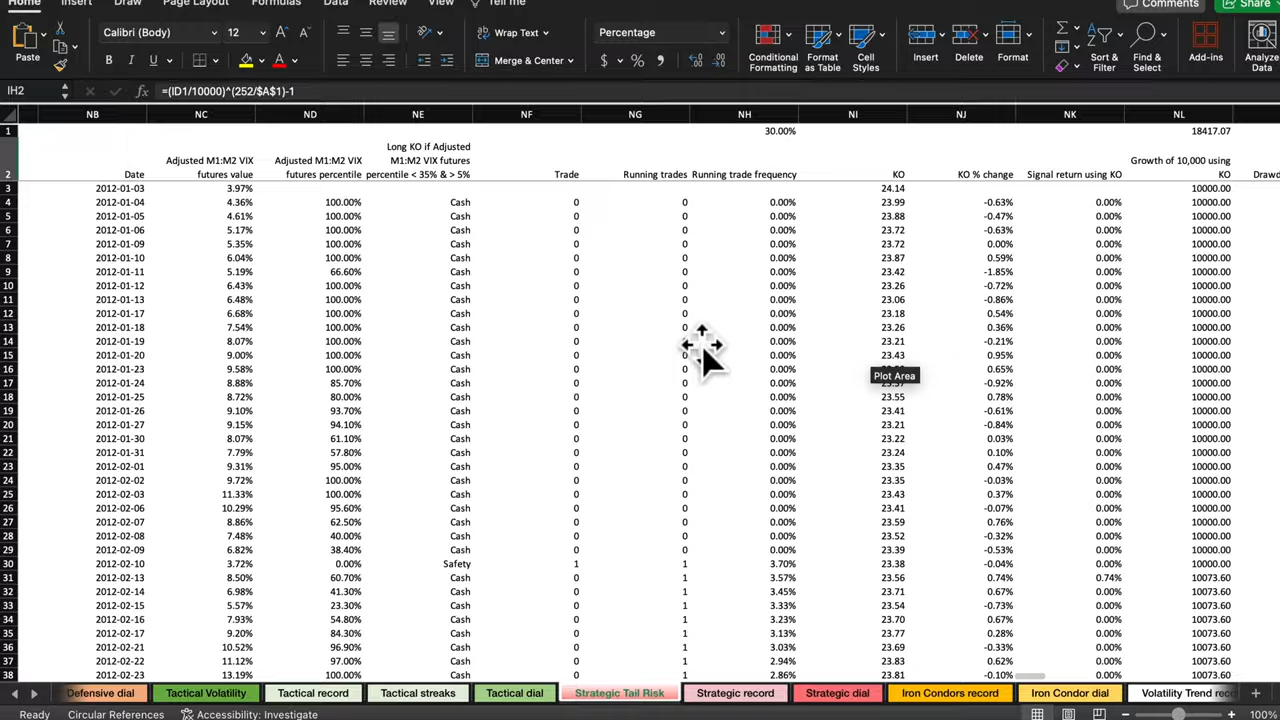 Home Insert Draw Page Layout Formulas Data Review View Tell me Comments Share
Calibri (Body) 12 Wrap Text Percentage
Paste B I U A Merge & Center $ % Conditional Formatting Format as Table Cell Styles Insert Delete Format Sort & Filter Find & Select Add-ins Analyze Data
IH2 fx =(ID1/10000)^(252/$A$1)-1
NB NC ND NE NF NG NH NI NJ NK NL
1 30.00% 18417.07
Long KO if Adjusted
Adjusted M1:M2 VIX Adjusted M1:M2 VIX M1:M2 VIX futures Growth of 10,000 using
2 Date futures value futures percentile percentile < 35% & > 5% Trade Running trades Running trade frequency KO KO % change Signal return using KO KO
3 2012-01-03 3.97% 24.14 10000.00
4 2012-01-04 4.36% 100.00% Cash 0 0 0.00% 23.99 -0.63% 0.00% 10000.00
5 2012-01-05 4.61% 100.00% Cash 0 0 0.00% 23.88 -0.47% 0.00% 10000.00
6 2012-01-06 5.17% 100.00% Cash 0 0 0.00% 23.72 -0.63% 0.00% 10000.00
7 2012-01-09 5.35% 100.00% Cash 0 0 0.00% 23.72 0.00% 0.00% 10000.00
8 2012-01-10 6.04% 100.00% Cash 0 0 0.00% 23.87 0.59% 0.00% 10000.00
9 2012-01-11 5.19% 66.60% Cash 0 0 0.00% 23.42 -1.85% 0.00% 10000.00
10 2012-01-12 6.43% 100.00% Cash 0 0 0.00% 23.26 -0.72% 0.00% 10000.00
11 2012-01-13 6.48% 100.00% Cash 0 0 0.00% 23.06 -0.86% 0.00% 10000.00
12 2012-01-17 6.68% 100.00% Cash 0 0 0.00% 23.18 0.54% 0.00% 10000.00
13 2012-01-18 7.54% 100.00% Cash 0 0 0.00% 23.26 0.36% 0.00% 10000.00
14 2012-01-19 8.07% 100.00% Cash 0 0.00% 23.21 -0.21% 0.00% 10000.00
15 2012-01-20 9.00% 100.00% Cash 0 0 0.00% 23.43 0.95% 0.00% 10000.00
16 2012-01-23 9.58% 100.00% Cash 0 0 0.00% 0.65% 0.00% 10000.00
Plot Area
17 2012-01-24 8.88% 85.70% Cash 0 0 0.00% -0.92% 0.00% 10000.00
18 2012-01-25 8.72% 80.00% Cash 0 0 0.00% 23.55 0.78% 0.00% 10000.00
19 2012-01-26 9.10% 93.70% Cash 0 0 0.00% 23.41 -0.61% 0.00% 10000.00
20 2012-01-27 9.15% 94.10% Cash 0 0 0.00% 23.21 -0.84% 0.00% 10000.00
21 2012-01-30 8.07% 61.10% Cash 0 0 0.00% 23.22 0.03% 0.00% 10000.00
22 2012-01-31 7.79% 57.80% Cash 0 0 0.00% 23.24 0.10% 0.00% 10000.00
23 2012-02-01 9.31% 95.00% Cash 0 0 0.00% 23.35 0.47% 0.00% 10000.00
24 2012-02-02 9.72% 100.00% Cash 0 0 0.00% 23.35 -0.03% 0.00% 10000.00
25 2012-02-03 11.33% 100.00% Cash 0 0 0.00% 23.43 0.37% 0.00% 10000.00
26 2012-02-06 10.29% 95.60% Cash 0 0 0.00% 23.41 -0.07% 0.00% 10000.00
27 2012-02-07 8.86% 62.50% Cash 0 0 0.00% 23.59 0.76% 0.00% 10000.00
28 2012-02-08 7.48% 40.00% Cash 0 0 0.00% 23.52 -0.32% 0.00% 10000.00
29 2012-02-09 6.82% 38.40% Cash 0 0 0.00% 23.39 -0.53% 0.00% 10000.00
30 2012-02-10 3.72% 0.00% Safety 1 1 3.70% 23.38 -0.04% 0.00% 10000.00
31 2012-02-13 8.50% 60.70% Cash 0 1 3.57% 23.56 0.74% 0.74% 10073.60
32 2012-02-14 6.98% 41.30% Cash 0 1 3.45% 23.71 0.67% 0.00% 10073.60
33 2012-02-15 5.57% 23.30% Cash 0 1 3.33% 23.54 -0.73% 0.00% 10073.60
34 2012-02-16 7.93% 54.80% Cash 0 1 3.23% 23.70 0.67% 0.00% 10073.60
35 2012-02-17 9.20% 84.30% Cash 0 1 3.13% 23.77 0.28% 0.00% 10073.60
36 2012-02-21 10.52% 96.90% Cash 0 1 3.03% 23.69 -0.33% 0.00% 10073.60
37 2012-02-22 11.12% 97.00% Cash 0 1 2.94% 23.83 0.62% 0.00% 10073.60
38 2012-02-23 13.19% 100.00% Cash 0 1 2.86% 23.81 -0.10% 0.00% 10073.60
Defensive dial Tactical Volatility Tactical record Tactical streaks Tactical dial Strategic Tail Risk Strategic record Strategic dial Iron Condors record Iron Condor dial Volatility Trend
Ready Circular References Accessibility: Investigate 100%